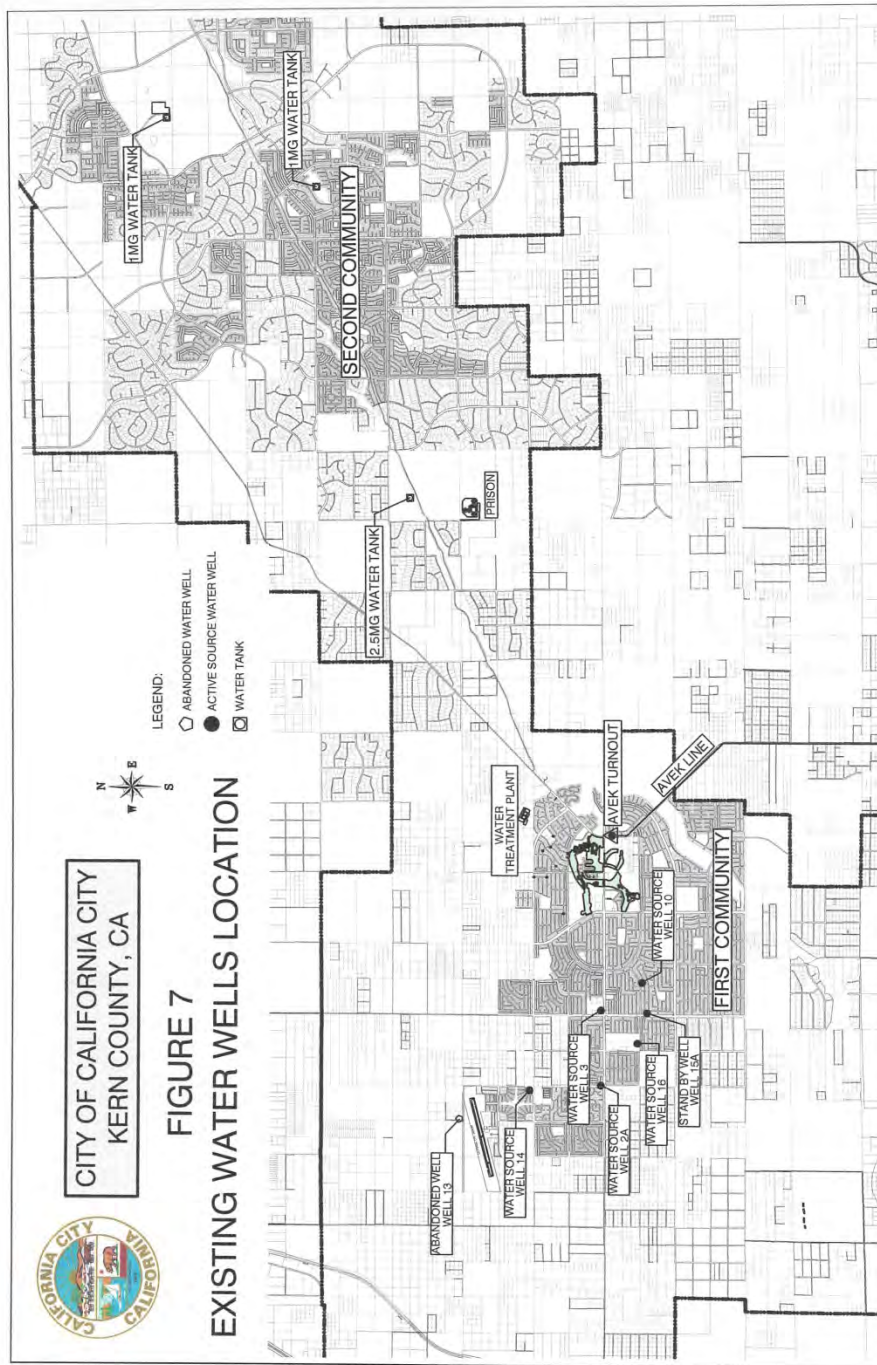 CALIFORNIA CITY
CALIFORNIA
CITY OF CALIFORNIA CITY
KERN COUNTY, CA
FIGURE 7
EXISTING WATER WELLS LOCATION
N
W
E
S
LEGEND:
ABANDONED WATER WELL
ACTIVE SOURCE WATER WELL
WATER TANK
1MG WATER TANK
1MG WATER TANK
SECOND COMMUNITY
2.5MG WATER TANK
PRISON
WATER
TREATMENT PLANT
AVEK TURNOUT
AVEK LINE
ABANDONED WELL
WELL 13
WATER SOURCE
WELL 14
WATER SOURCE
WELL 3
WATER SOURCE
WELL 2A
WATER SOURCE
WELL 16
STAND BY WELL
WELL 15A
WATER SOURCE
WELL 10
FIRST COMMUNITY